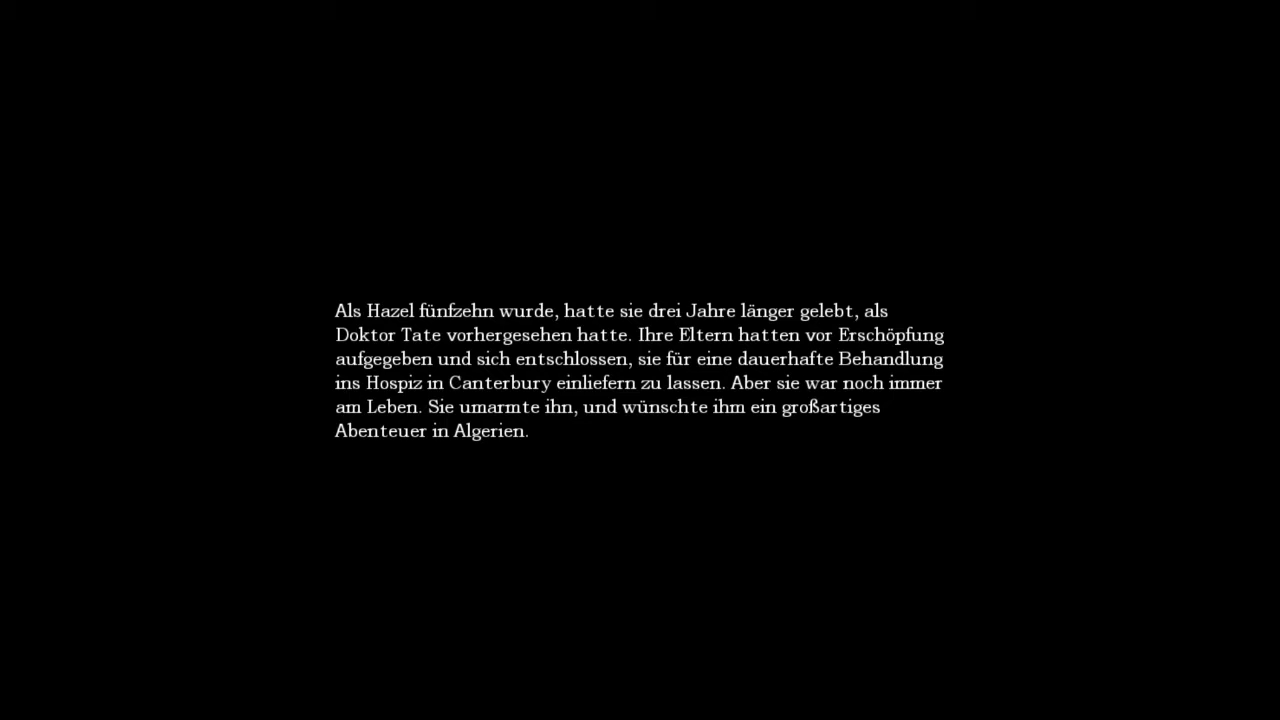 Als Hazel fünfzehn wurde, hatte sie drei Jahre länger gelebt, als
Doktor Tate vorhergesehen hatte. Ihre Eltern hatten vor Erschöpfung
aufgegeben und sich entschlossen, sie für eine dauerhafte Behandlung
ins Hospiz in Canterbury einliefern zu lassen. Aber sie war noch immer
am Leben. Sie umarmte ihn, und wünschte ihm ein großartiges
Abenteuer in Algerien.